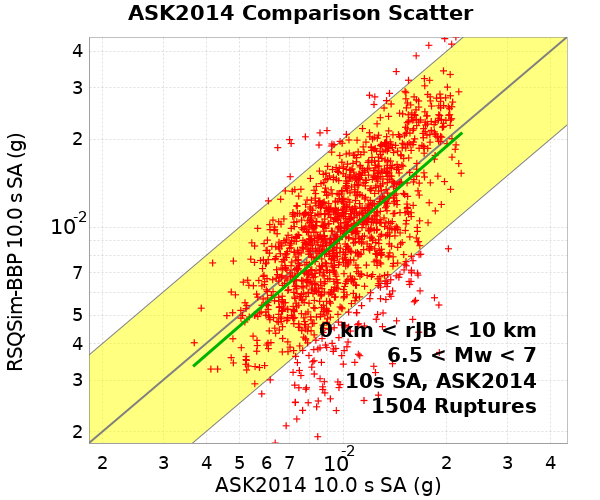 ASK2014 Comparison Scatter
RSQSim-BBP 10.0 s SA (g)
4
3
2
10-2
7
5
4
3
2
0 km < rJB < 10 km
6.5 < Mw < 7
10s SA, ASK2014
1504 Ruptures
2 3 4 5 6 7 10-2 2 3 4
ASK2014 10.0 s SA (g)